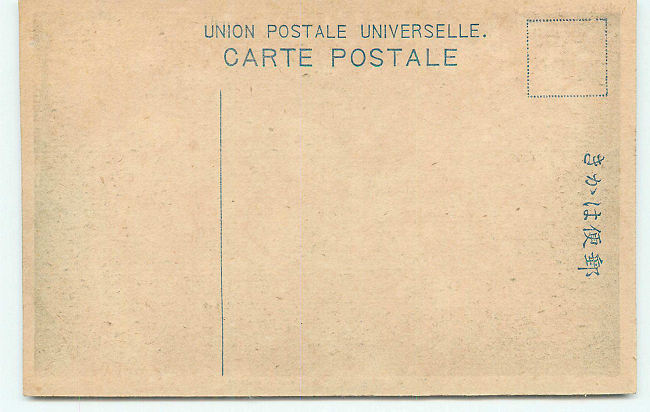 UNION POSTALE UNIVERSELLE.
CARTE POSTALE
郵便はかき